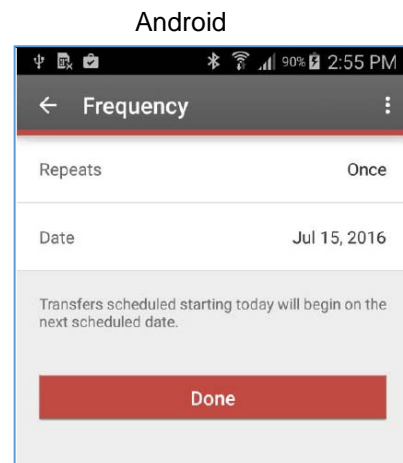 Android
90% 2:55 PM
Frequency
Repeats Once
Date Jul 15, 2016
Transfers scheduled starting today will begin on the
next scheduled date.
Done